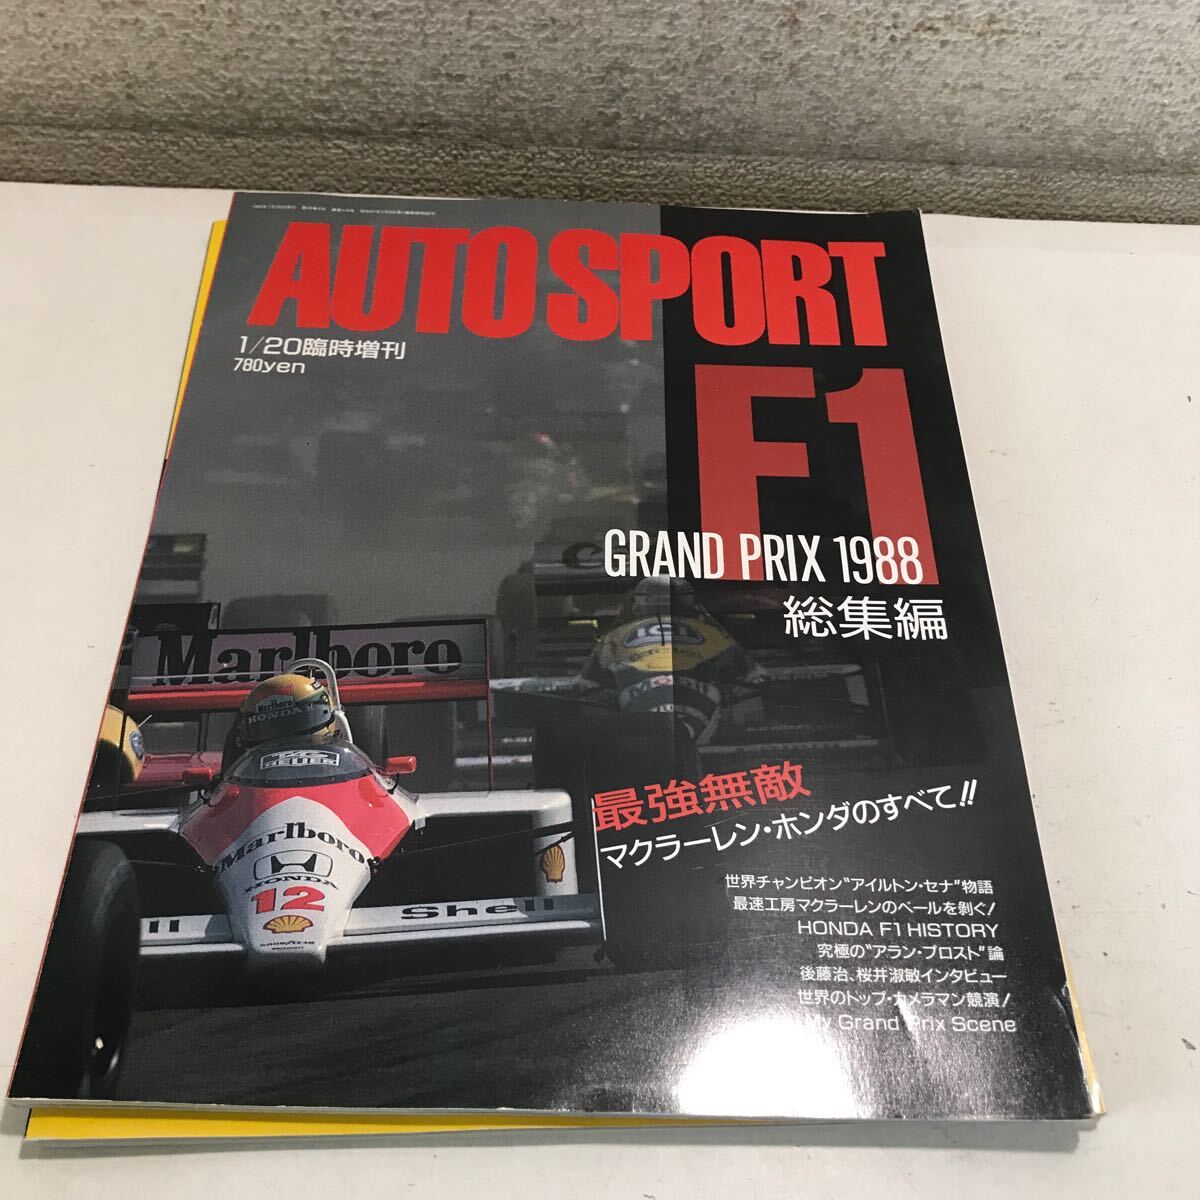 AUTO SPORT
1/20臨時増刊
780yen
F1
GRAND PRIX 1988
総集編
Marlboro
Marlboro
HONDA
TAG
HEUER
Marlboro
HONDA
12
Shell
GOODYEAR
Mobil
最強無敵
マクラーレン・ホンダのすべて!!
世界チャンピオン"アイルトン・セナ"物語
最速工房マクラーレンのベールを剥ぐ!
HONDA F1 HISTORY
究極の"アラン・プロスト"論
後藤治、桜井淑敏インタビュー
世界のトップ・カメラマン競演!
My Grand Prix Scene